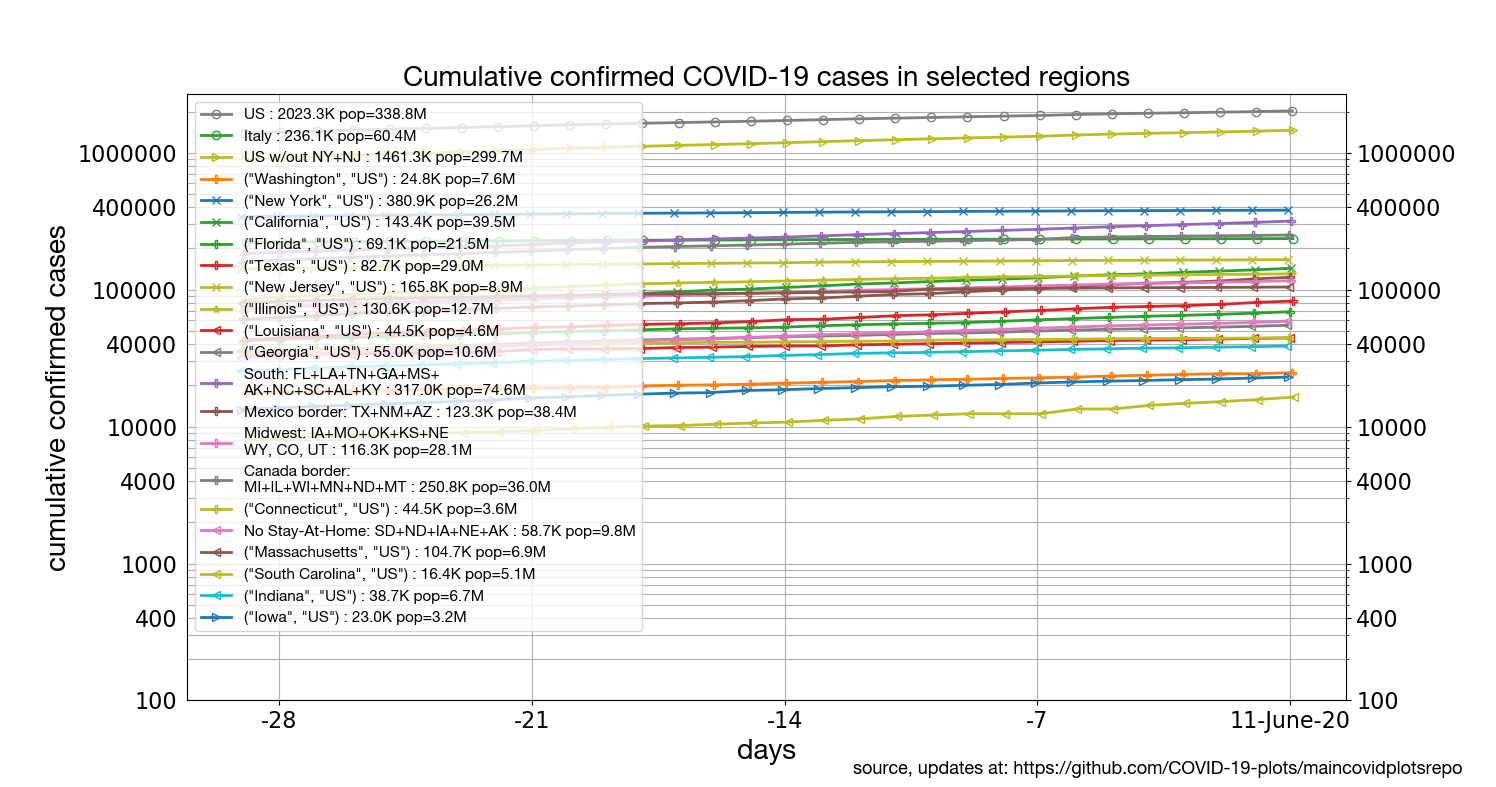 Cumulative confirmed COVID-19 cases in selected regions
US : 2023.3K pop=338.8M
Italy : 236.1K pop=60.4M
US w/out NY+NJ : 1461.3K pop=299.7M
("Washington", "US") : 24.8K pop=7.6M
("New York", "US") : 380.9K pop=26.2M
("California", "US") : 143.4K pop=39.5M
("Florida", "US") : 69.1K pop=21.5M
("Texas", "US") : 82.7K pop=29.0M
("New Jersey", "US") : 165.8K pop=8.9M
("Illinois", "US") : 130.6K pop=12.7M
("Louisiana", "US") : 44.5K pop=4.6M
("Georgia", "US") : 55.0K pop=10.6M
South: FL+LA+TN+GA+MS+
AK+NC+SC+AL+KY : 317.0K pop=74.6M
Mexico border: TX+NM+AZ : 123.3K pop=38.4M
Midwest: IA+MO+OK+KS+NE
WY, CO, UT : 116.3K pop=28.1M
Canada border:
MI+IL+WI+MN+ND+MT : 250.8K pop=36.0M
("Connecticut", "US") : 44.5K pop=3.6M
No Stay-At-Home: SD+ND+IA+NE+AK : 58.7K pop=9.8M
("Massachusetts", "US") : 104.7K pop=6.9M
("South Carolina", "US") : 16.4K pop=5.1M
("Indiana", "US") : 38.7K pop=6.7M
("Iowa", "US") : 23.0K pop=3.2M
cumulative confirmed cases
1000000
400000
100000
40000
10000
4000
1000
400
100
1000000
400000
100000
40000
10000
4000
1000
400
100
-28 -21 -14 -7 11-June-20
days
source, updates at: https://github.com/COVID-19-plots/maincovidplotsrepo